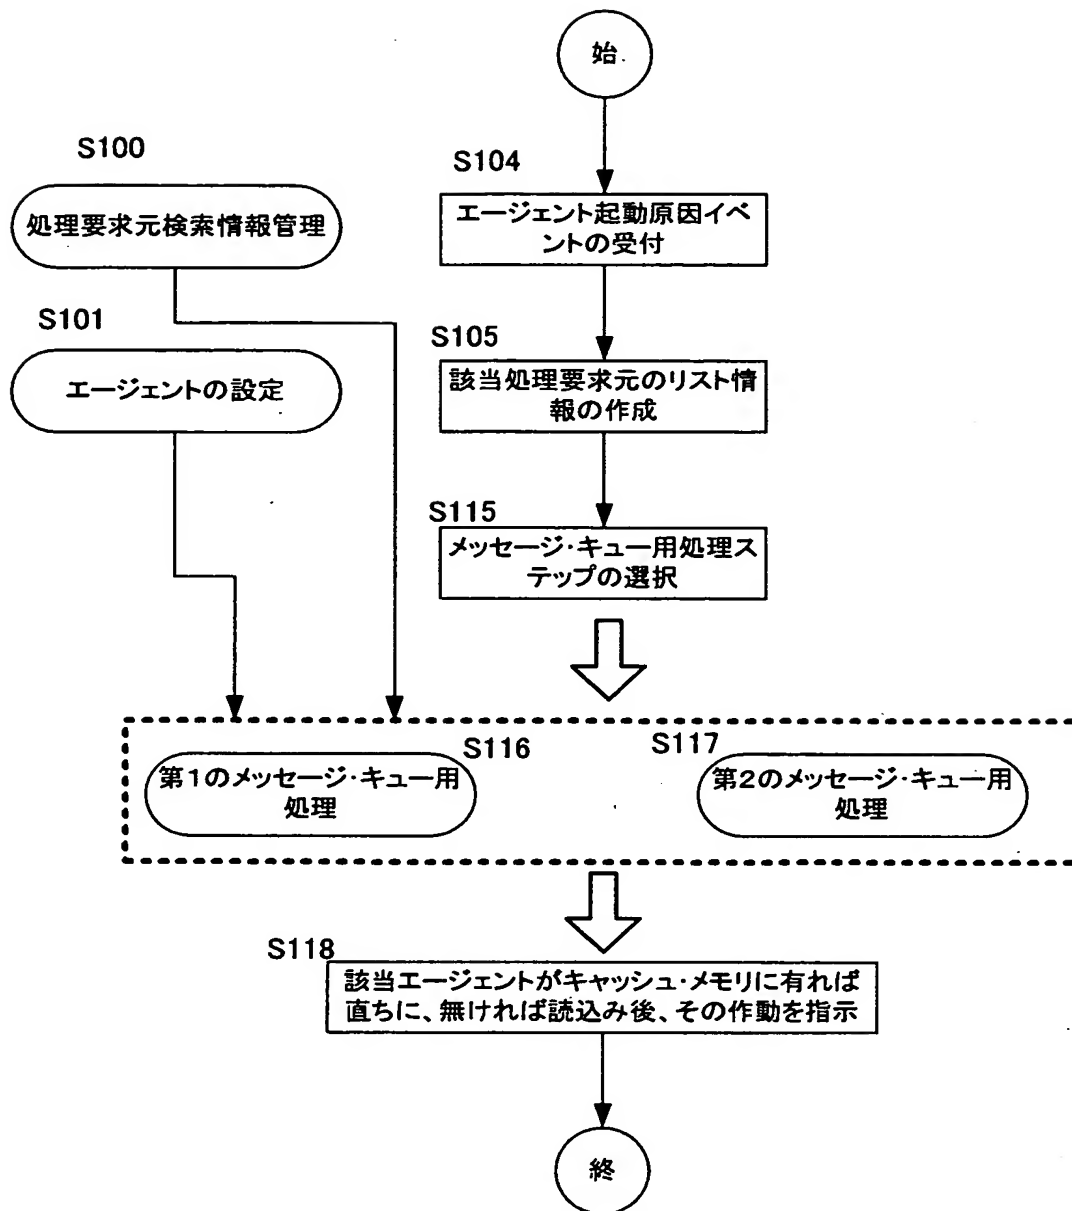 始
S100
S104
処理要求元検索情報管理
エージェント起動原因イベ
ントの受付
S101
S105
エージェントの設定
該当処理要求元のリスト情
報の作成
S115
メッセージ・キュー用処理ス
テップの選択
S116
S117
第1のメッセージ・キュー用
処理
第2のメッセージ・キュー用
処理
S118
該当エージェントがキャッシュ・メモリに有れば
直ちに、無ければ読込み後、その作動を指示
終